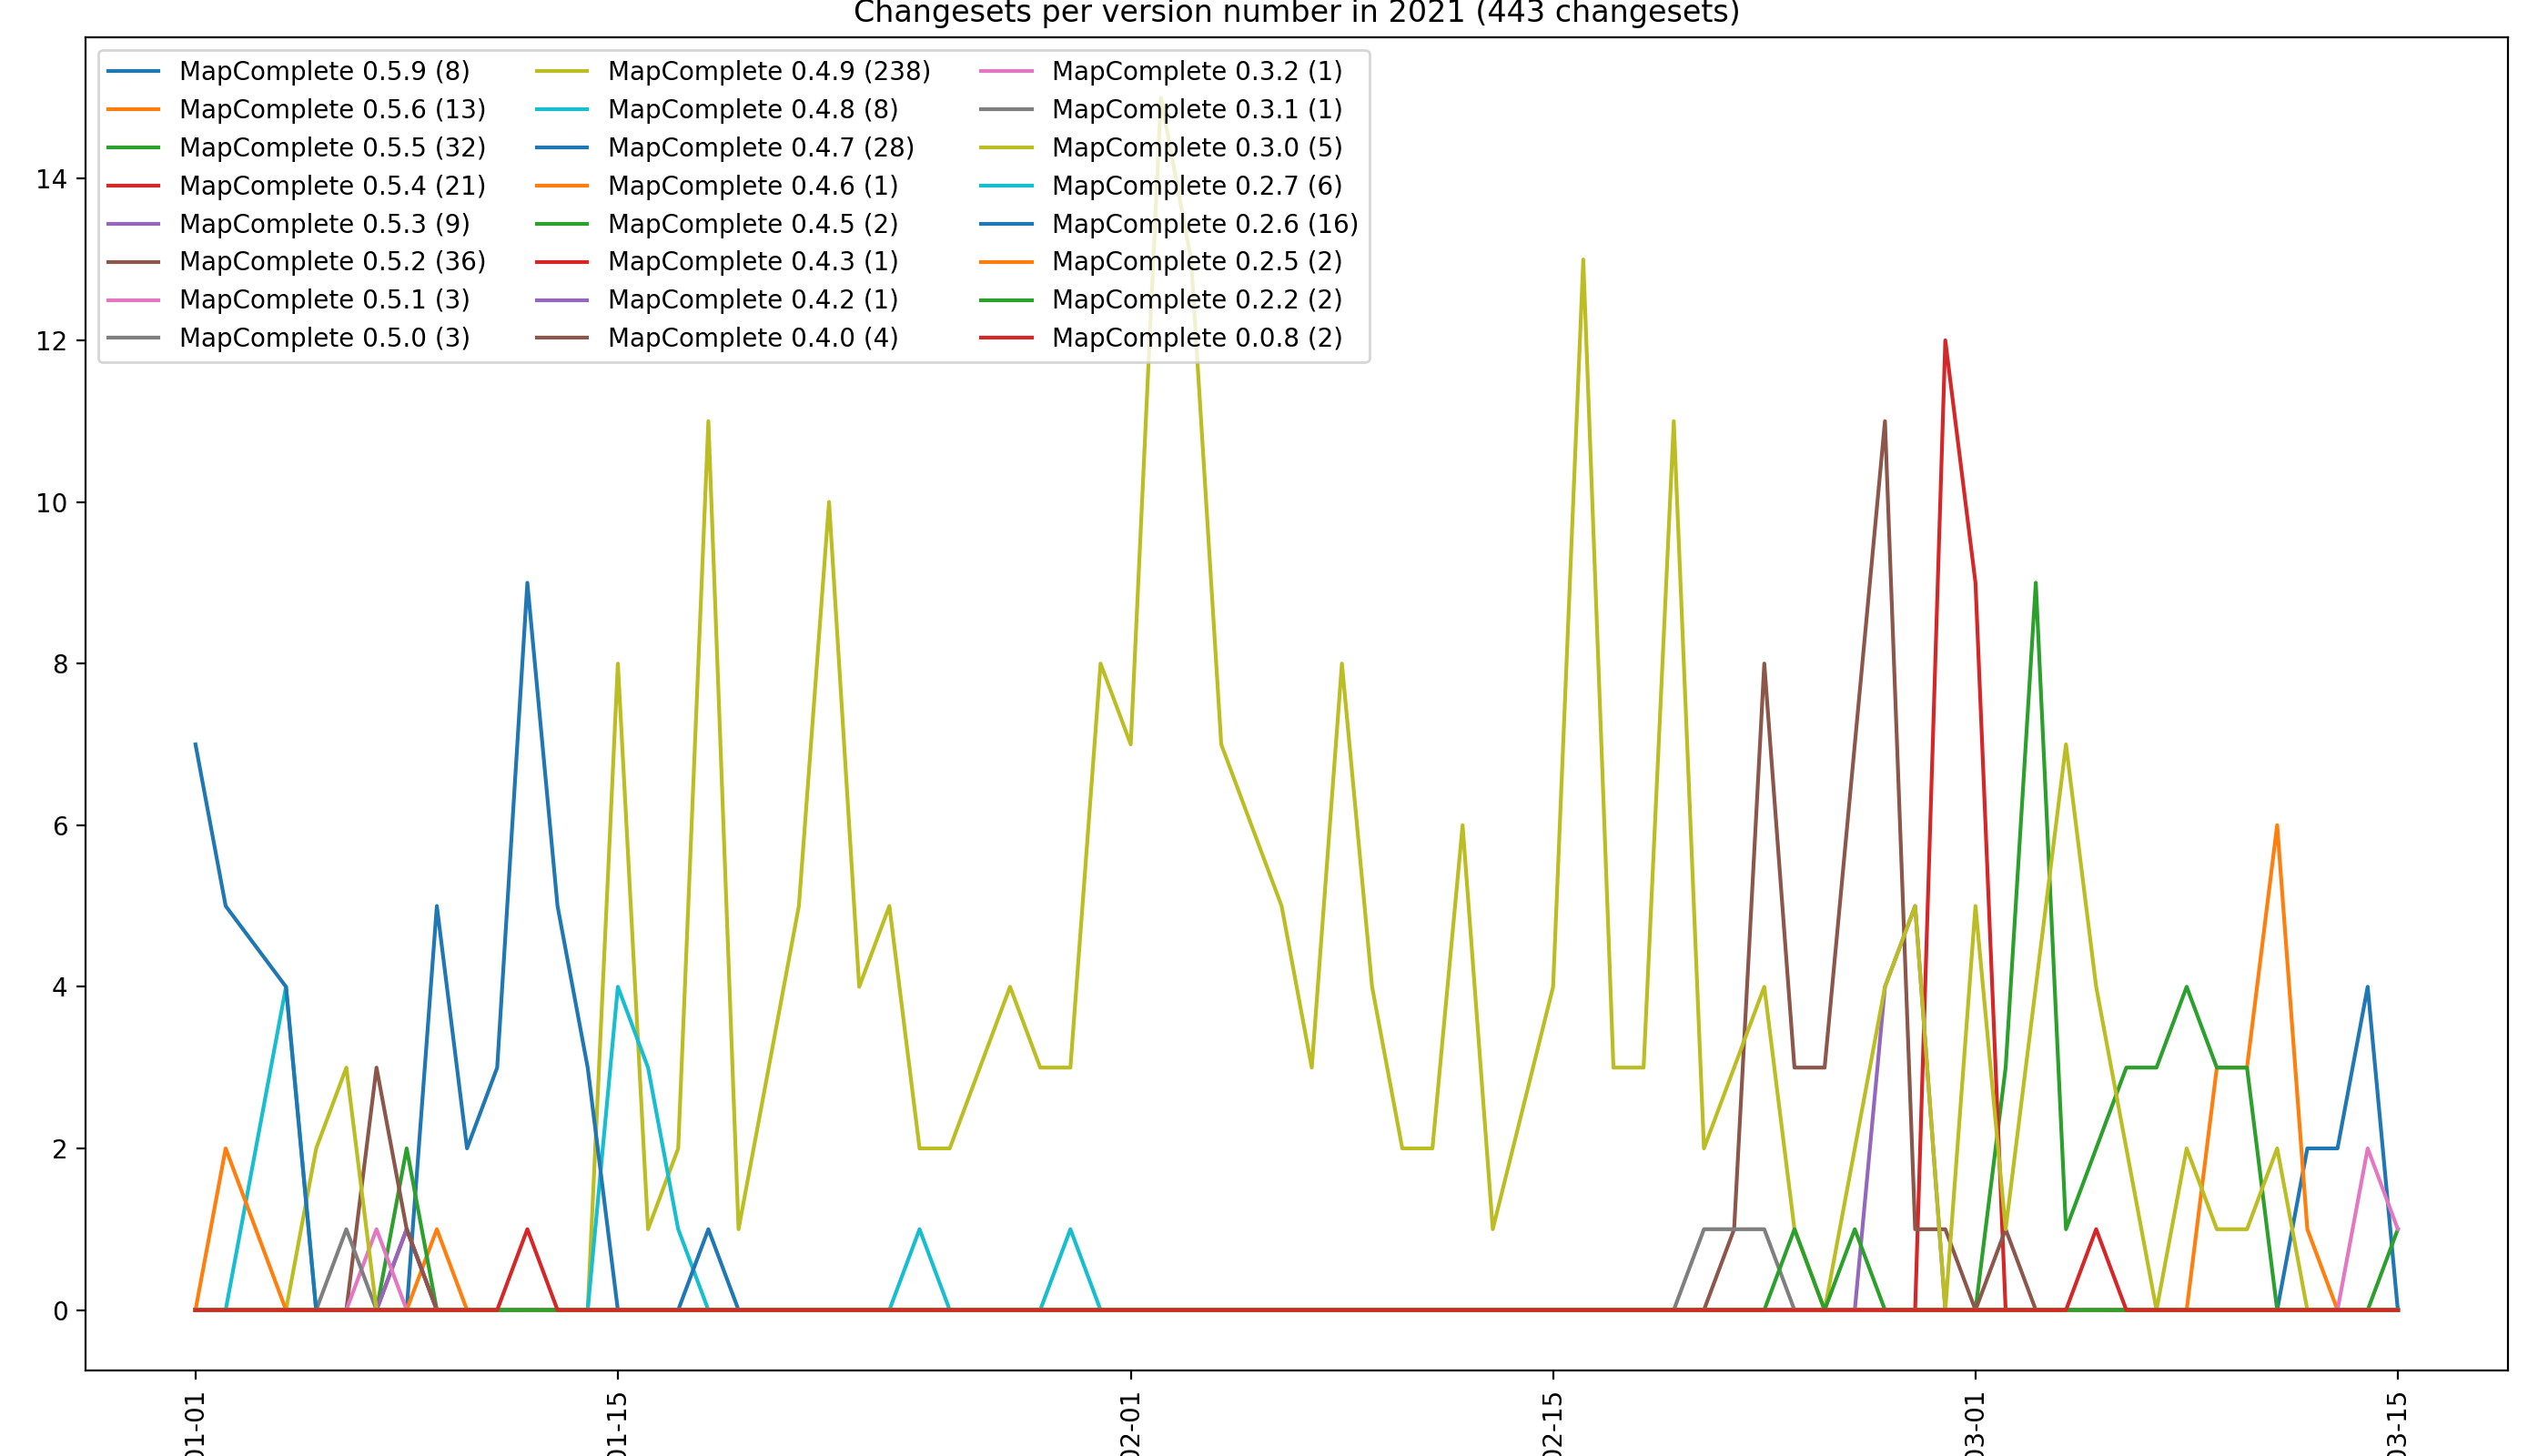 Changesets per version number in 2021 (443 changesets)
MapComplete 0.5.9 (8)
MapComplete 0.5.6 (13)
MapComplete 0.5.5 (32)
MapComplete 0.5.4 (21)
MapComplete 0.5.3 (9)
MapComplete 0.5.2 (36)
MapComplete 0.5.1 (3)
MapComplete 0.5.0 (3)
MapComplete 0.4.9 (238)
MapComplete 0.4.8 (8)
MapComplete 0.4.7 (28)
MapComplete 0.4.6 (1)
MapComplete 0.4.5 (2)
MapComplete 0.4.3 (1)
MapComplete 0.4.2 (1)
MapComplete 0.4.0 (4)
MapComplete 0.3.2 (1)
MapComplete 0.3.1 (1)
MapComplete 0.3.0 (5)
MapComplete 0.2.7 (6)
MapComplete 0.2.6 (16)
MapComplete 0.2.5 (2)
MapComplete 0.2.2 (2)
MapComplete 0.0.8 (2)
14
12
10
8
6
4
2
0
01-01
01-15
02-01
02-15
03-01
03-15